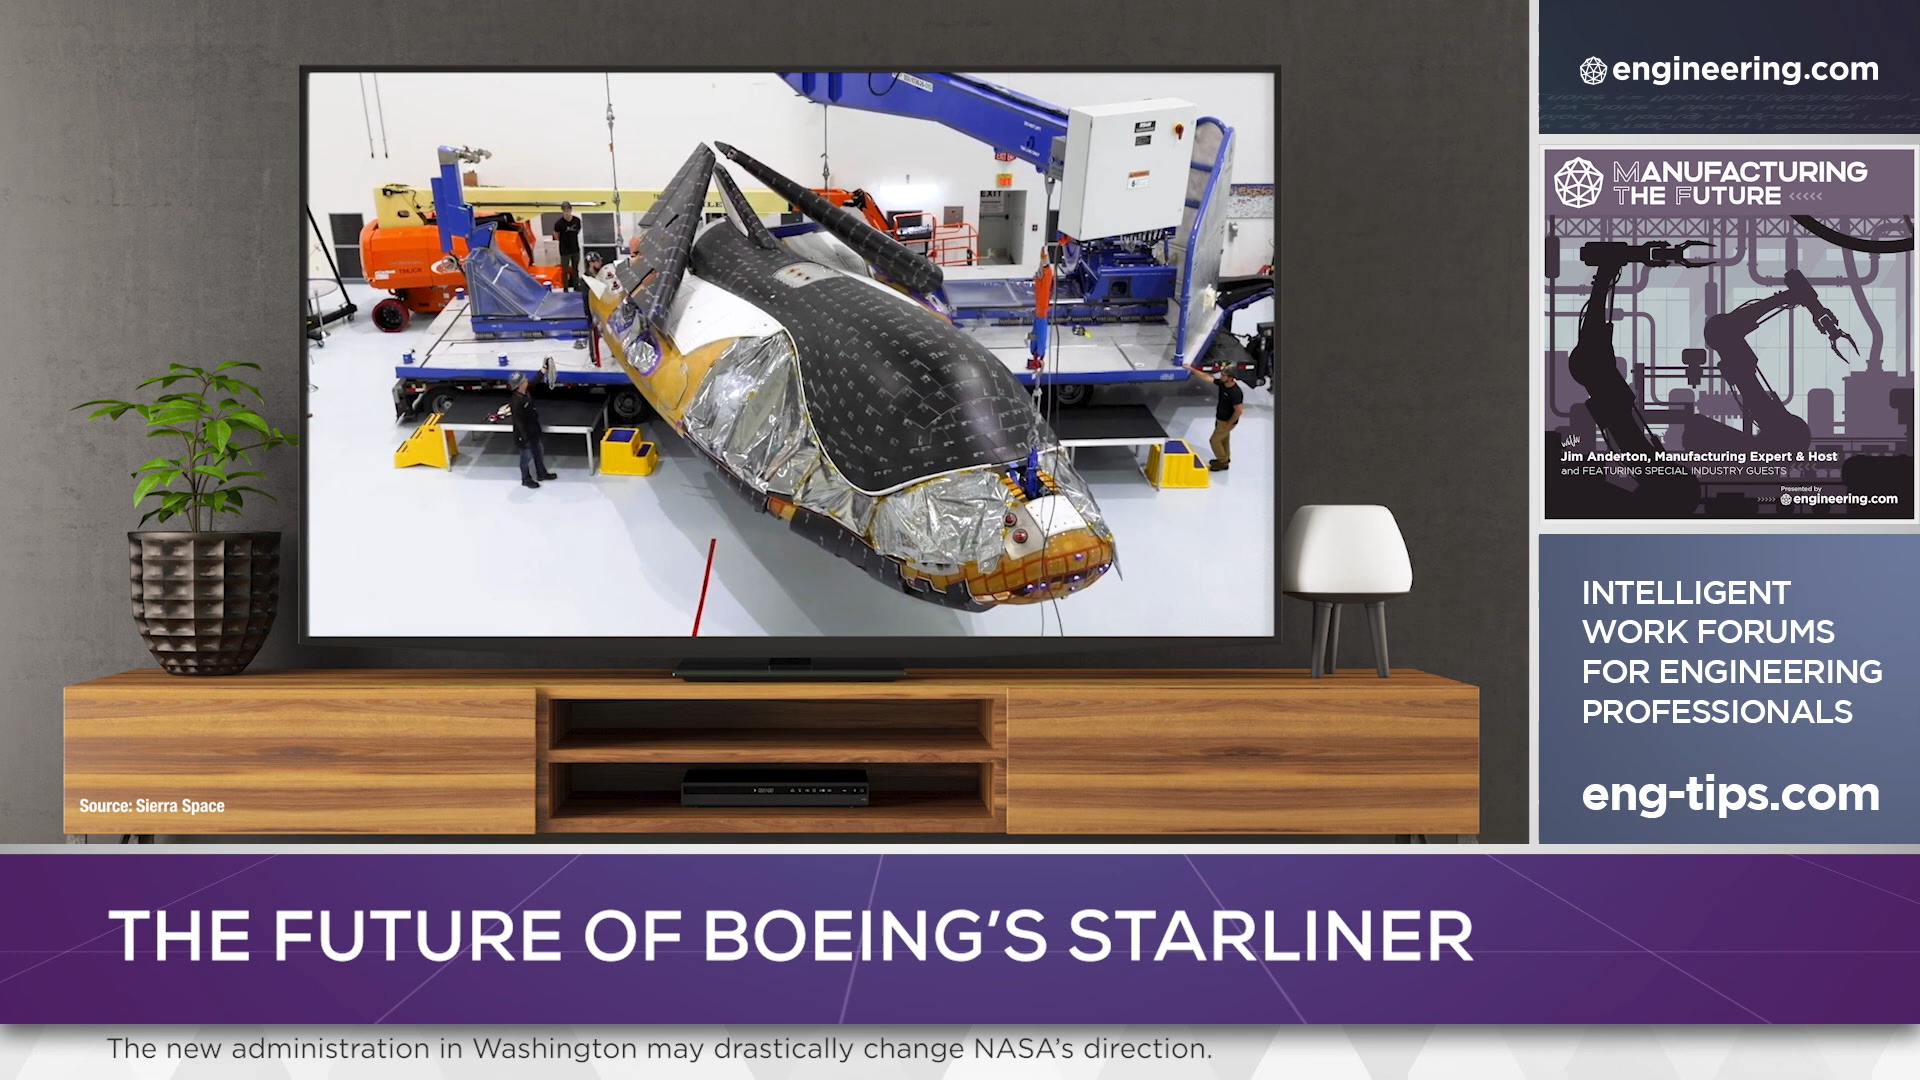 engineering.com
MANUFACTURING
THE FUTURE
with
Jim Anderton, Manufacturing Expert & Host
and FEATURING SPECIAL INDUSTRY GUESTS
Presented by
engineering.com
INTELLIGENT
WORK FORUMS
FOR ENGINEERING
PROFESSIONALS
eng-tips.com
EXIT
Source: Sierra Space
THE FUTURE OF BOEING'S STARLINER
The new administration in Washington may drastically change NASA's direction.